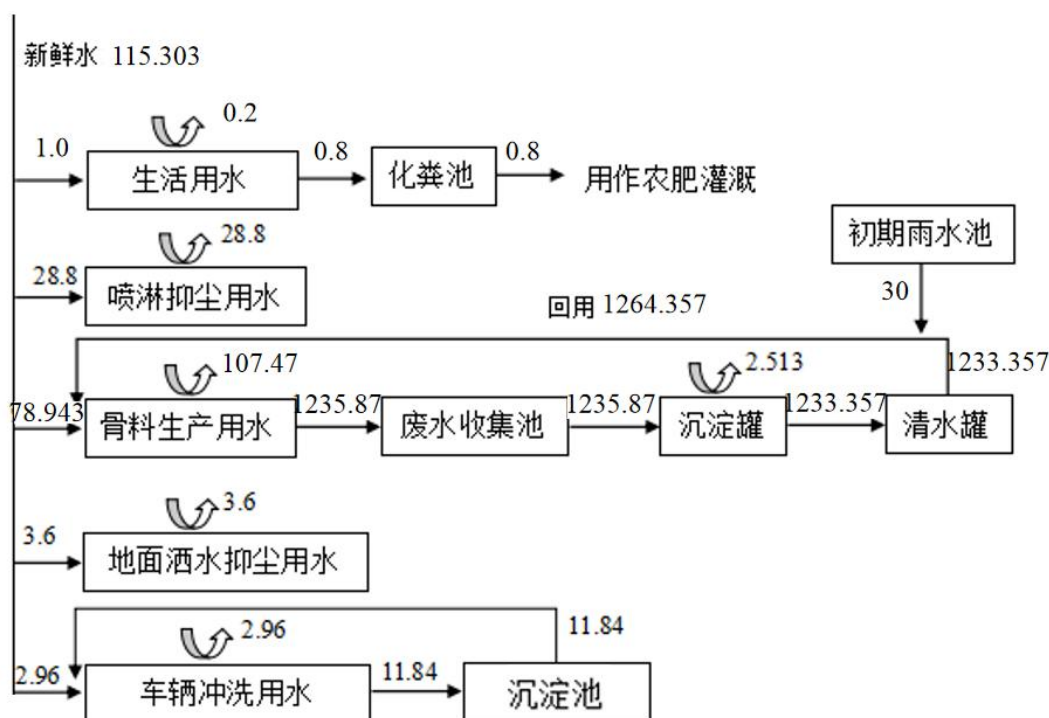 新鲜水 115.303
0.2
1.0
生活用水
0.8
化粪池
0.8
用作农肥灌溉
初期雨水池
28.8
28.8
喷淋抑尘用水
30
回用 1264.357
107.47
2.513
1233.357
78.943
骨料生产用水
1235.87
废水收集池
1235.87
沉淀罐
1233.357
清水罐
3.6
3.6
地面洒水抑尘用水
2.96
11.84
2.96
车辆冲洗用水
11.84
沉淀池